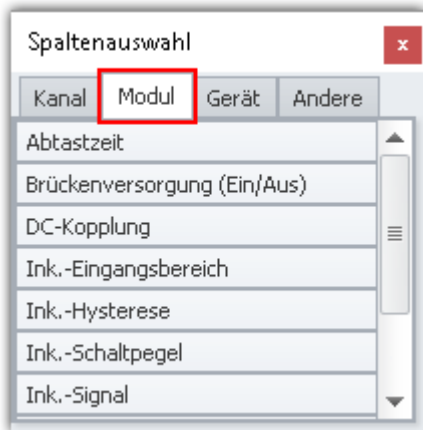 Spaltenauswahl
Kanal Modul Gerät Andere
Abtastzeit
Brückenversorgung (Ein/Aus)
DC-Kopplung
Ink.-Eingangsbereich
Ink.-Hysterese
Ink.-Schaltpegel
Ink.-Signal